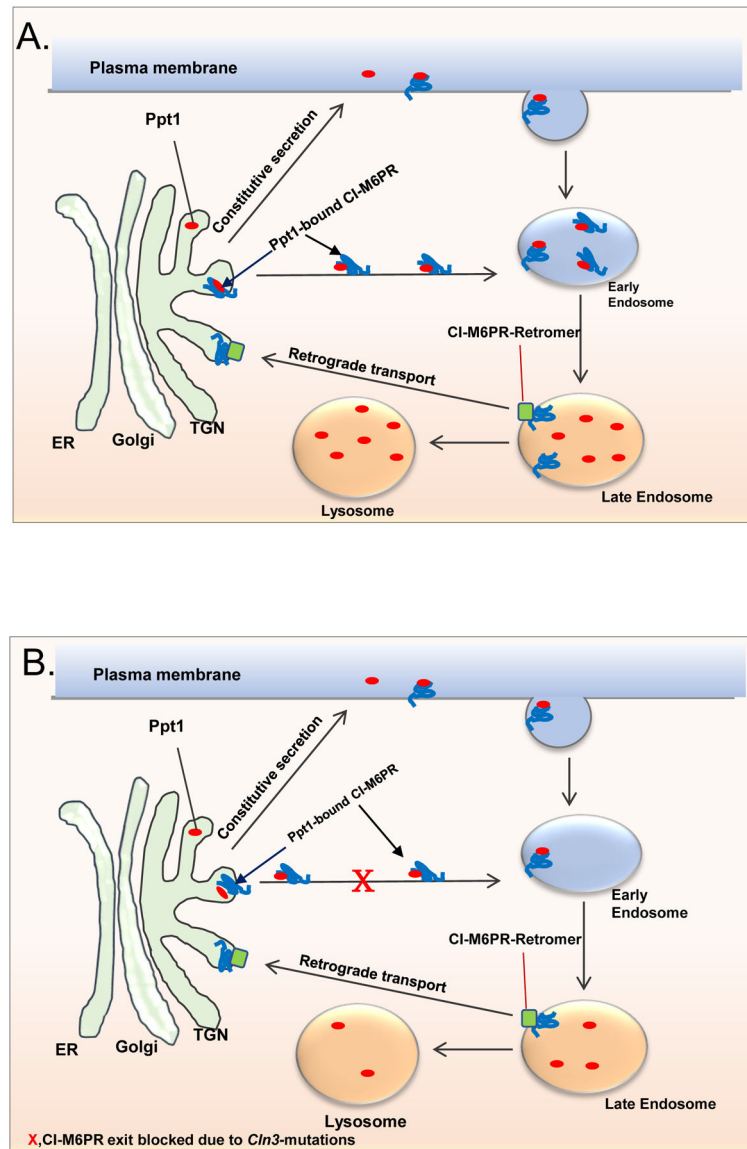 A.
Plasma membrane
Ppt1
Constitutive secretion
Ppt1-bound CI-M6PR
Early
Endosome
CI-M6PR-Retromer
Retrograde transport
TGN
ER
Golgi
Lysosome
Late Endosome
B.
Plasma membrane
Ppt1
Constitutive secretion
Ppt1-bound CI-M6PR
X
Early
Endosome
CI-M6PR-Retromer
Retrograde transport
TGN
ER
Golgi
Lysosome
Late Endosome
X,CI-M6PR exit blocked due to Cln3-mutations